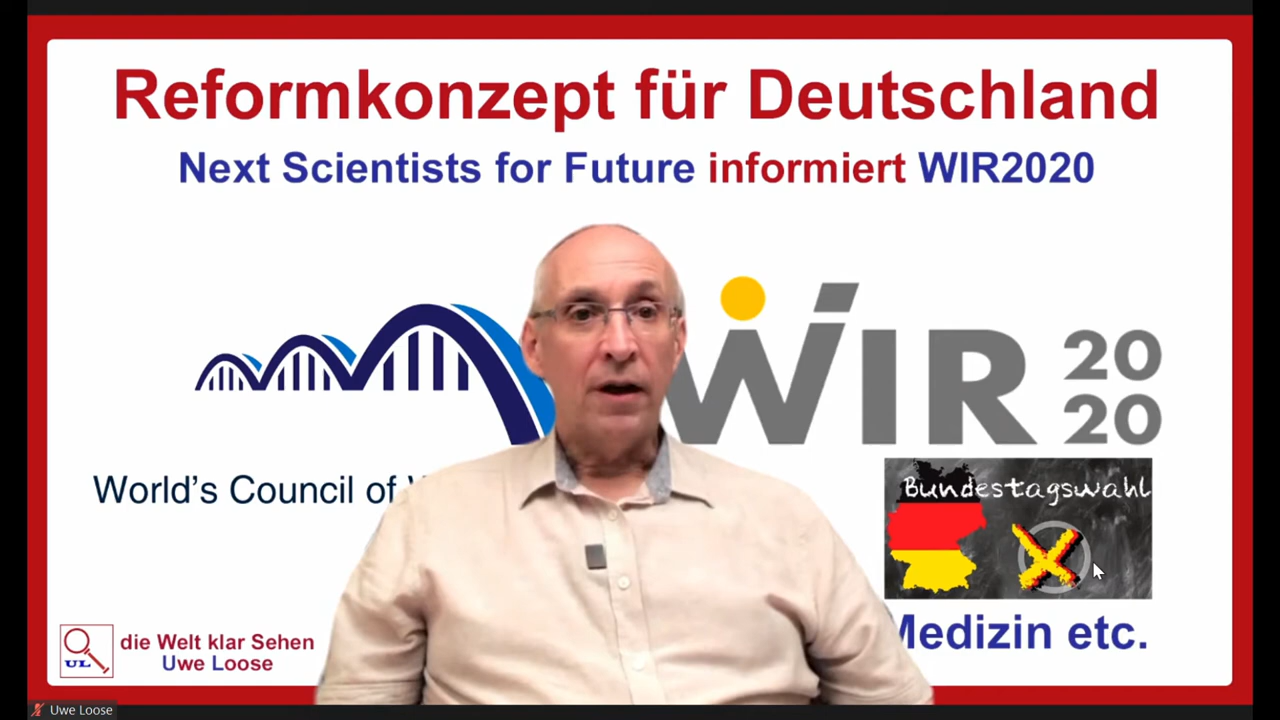 Reformkonzept für Deutschland
Next Scientists for Future informiert WIR2020
WIR 20
20
World's Council of
Bundestagswahl
Medizin etc.
die Welt klar Sehen
UL
Uwe Loose
Uwe Loose